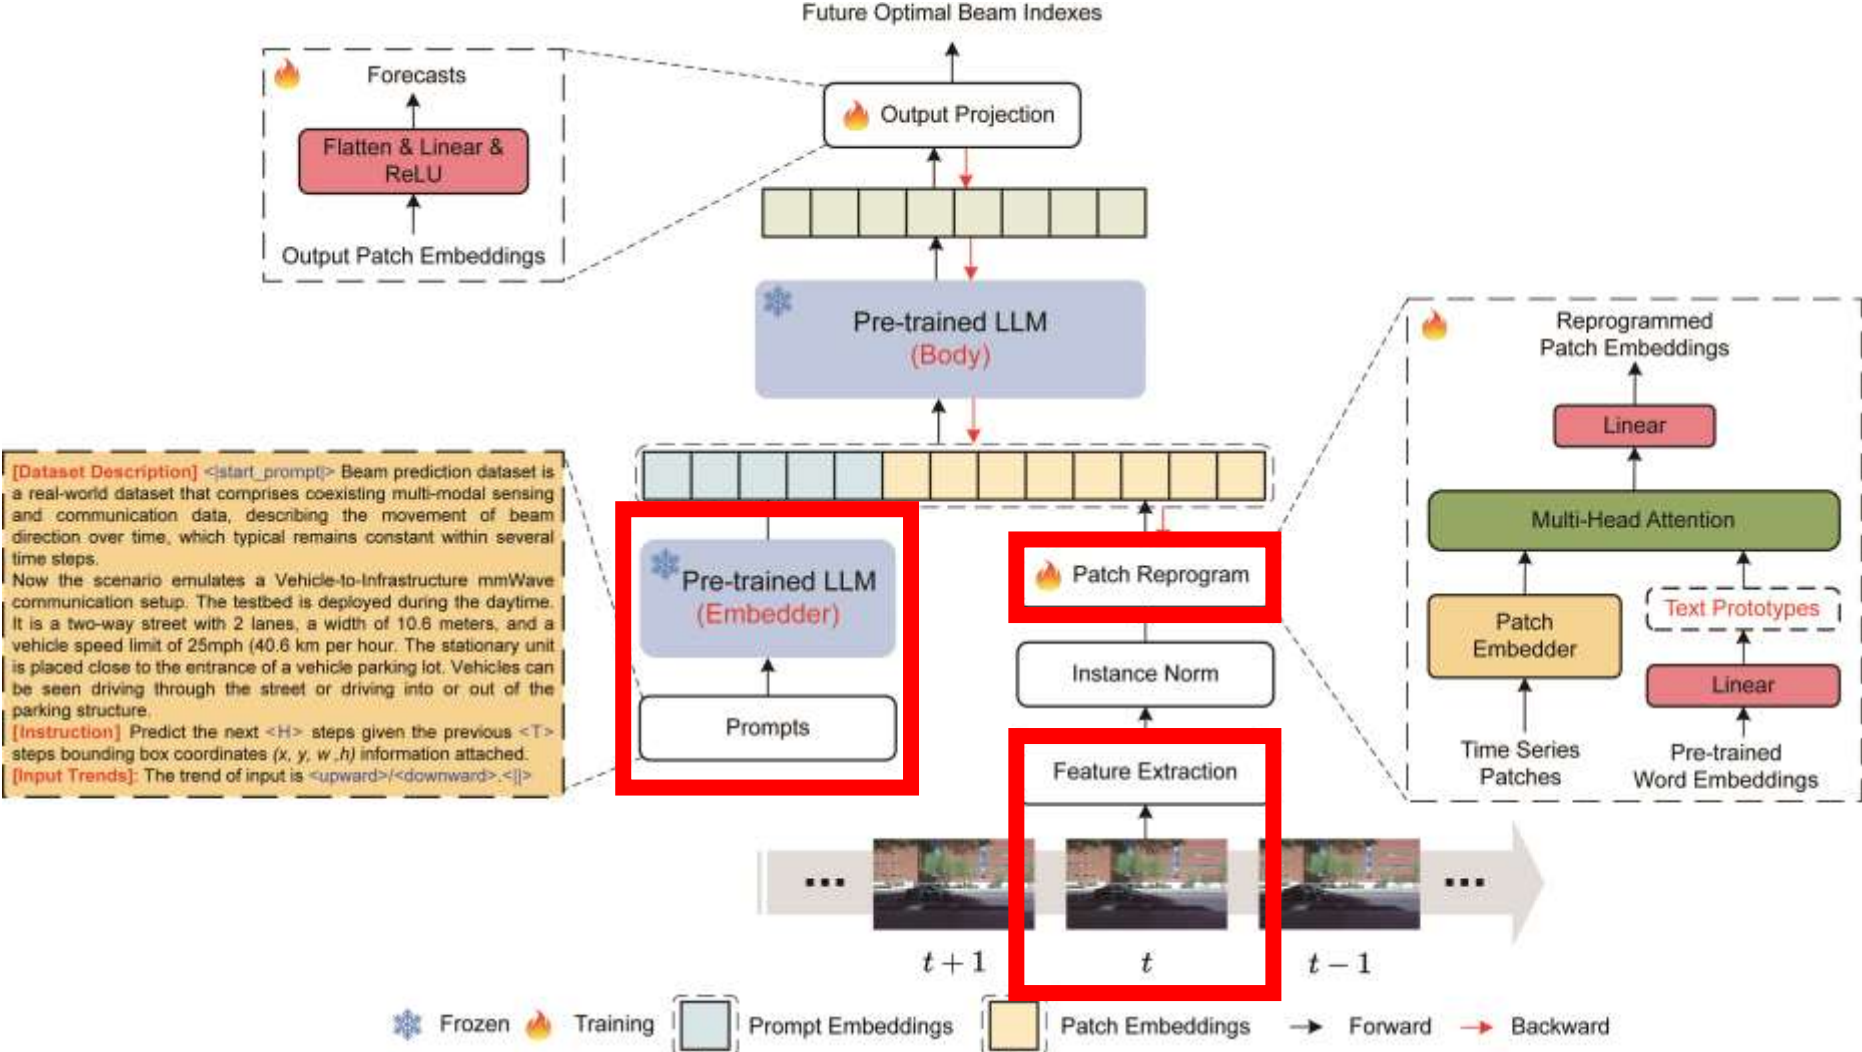 Future Optimal Beam Indexes
Output Projection
Forecasts
Flatten & Linear &
ReLU
Output Patch Embeddings
Pre-trained LLM
(Body)
[Dataset Description] <|start_prompt|> Beam prediction dataset is
a real-world dataset that comprises coexisting multi-modal sensing
and communication data, describing the movement of beam
direction over time, which typical remains constant within several
time steps.
Now the scenario emulates a Vehicle-to-Infrastructure mmWave
communication setup. The testbed is deployed during the daytime.
It is a two-way street with 2 lanes, a width of 10.6 meters, and a
vehicle speed limit of 25mph (40.6 km per hour. The stationary unit
is placed close to the entrance of a vehicle parking lot. Vehicles can
be seen driving through the street or driving into or out of the
parking structure.
[Instruction] Predict the next <H> steps given the previous <T>
steps bounding box coordinates (x, y, w ,h) information attached.
[Input Trends]: The trend of input is <upward>/<downward>.<||>
Pre-trained LLM
(Embedder)
Prompts
Patch Reprogram
Instance Norm
Feature Extraction
Reprogrammed
Patch Embeddings
Linear
Multi-Head Attention
Patch
Embedder
Text Prototypes
Linear
Time Series
Patches
Pre-trained
Word Embeddings
... ...
t + 1 t t − 1
Frozen Training Prompt Embeddings Patch Embeddings Forward Backward